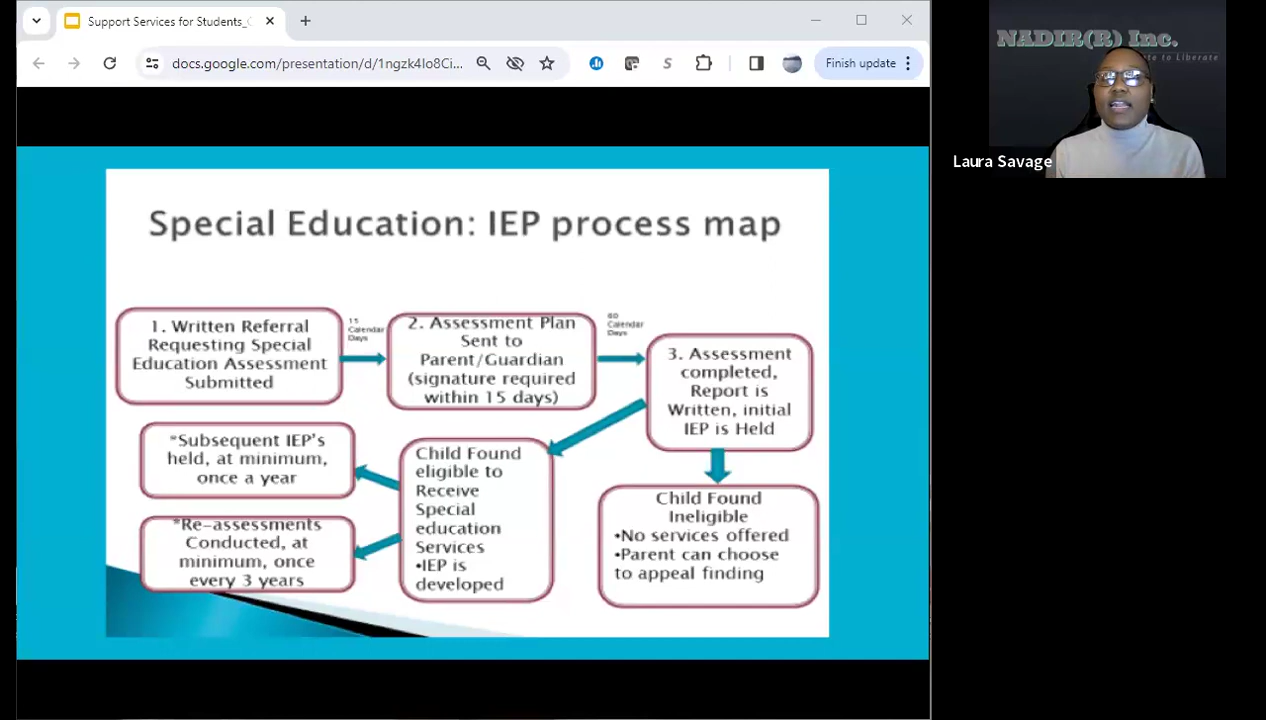 Support Services for Students_
docs.google.com/presentation/d/1ngzk4lo8Ci...
Finish update
NADIR(R) Inc.
te to Liberate
Laura Savage
Special Education: IEP process map
1. Written Referral
Requesting Special
Education Assessment
Submitted
15
Calendar
Days
2. Assessment Plan
Sent to
Parent/Guardian
(signature required
within 15 days)
60
Calendar
Days
3. Assessment
completed,
Report is
Written, initial
IEP is Held
*Subsequent IEP's
held, at minimum,
once a year
*Re-assessments
Conducted, at
minimum, once
every 3 years
Child Found
eligible to
Receive
Special
education
Services
•IEP is
developed
Child Found
Ineligible
•No services offered
•Parent can choose
to appeal finding